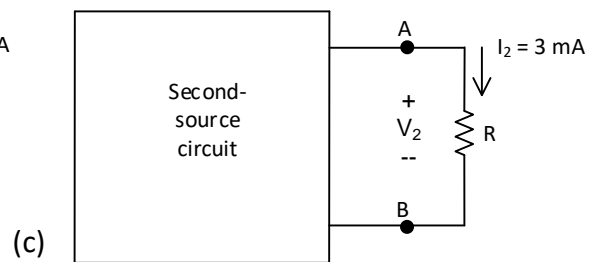 A
A
I₂ = 3 mA
Second-
source
circuit
+
V₂
--
R
B
(c)